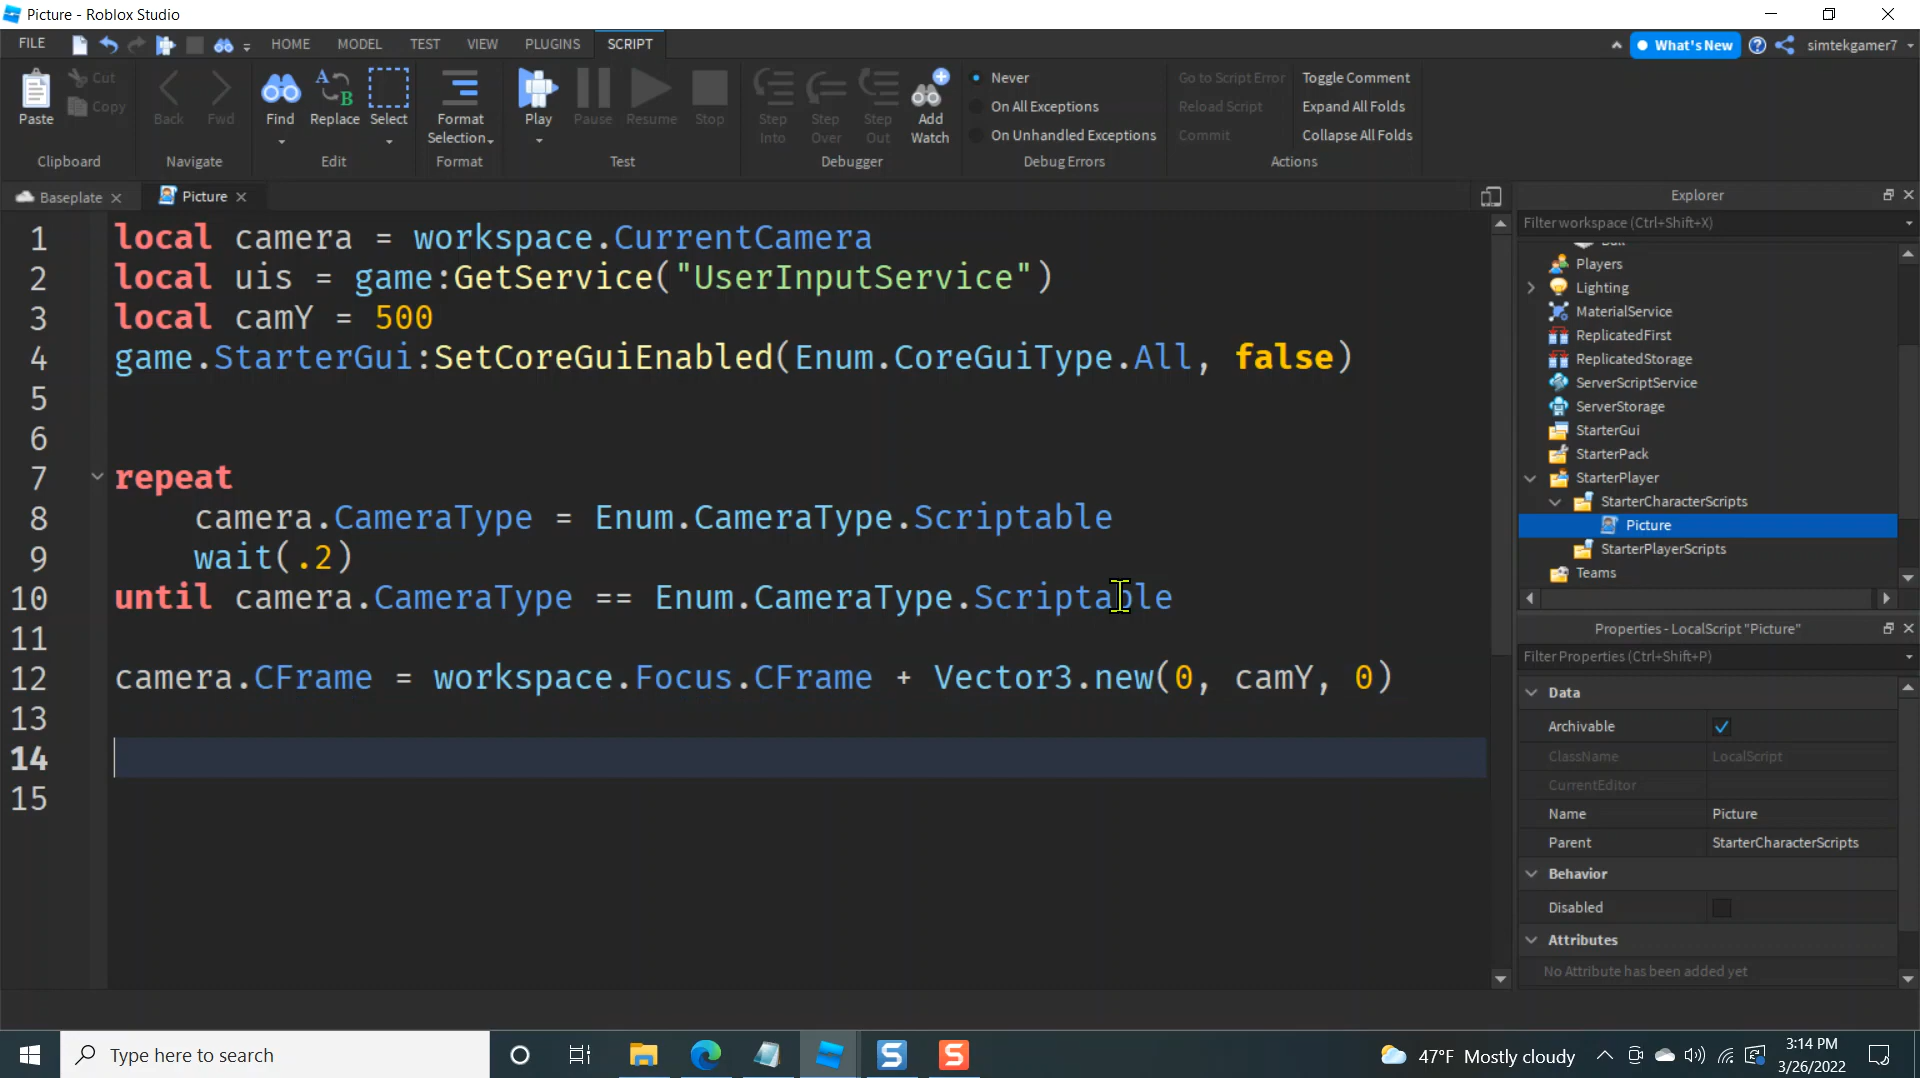 Picture - Roblox Studio
FILE HOME MODEL TEST VIEW PLUGINS SCRIPT What's New simtekgamer7
Paste Cut Copy
Clipboard
Back Fwd
Navigate
Find Replace Select
Edit
Format Selection
Format
Play Pause Resume Stop
Test
Step Into Step Over Step Out Add Watch
Debugger
Never
On All Exceptions
On Unhandled Exceptions
Debug Errors
Go to Script Error Toggle Comment
Reload Script Expand All Folds
Commit Collapse All Folds
Actions
Baseplate Picture
1 local camera = workspace.CurrentCamera
2 local uis = game:GetService("UserInputService")
3 local camY = 500
4 game.StarterGui:SetCoreGuiEnabled(Enum.CoreGuiType.All, false)
5
6
7 repeat
8 camera.CameraType = Enum.CameraType.Scriptable
9 wait(.2)
10 until camera.CameraType == Enum.CameraType.Scriptable
11
12 camera.CFrame = workspace.Focus.CFrame + Vector3.new(0, camY, 0)
13
14
15
Explorer
Filter workspace (Ctrl+Shift+X)
Players
Lighting
MaterialService
ReplicatedFirst
ReplicatedStorage
ServerScriptService
ServerStorage
StarterGui
StarterPack
StarterPlayer
StarterCharacterScripts
Picture
StarterPlayerScripts
Teams
Properties - LocalScript "Picture"
Filter Properties (Ctrl+Shift+P)
Data
Archivable
ClassName LocalScript
CurrentEditor
Name Picture
Parent StarterCharacterScripts
Behavior
Disabled
Attributes
No Attribute has been added yet
Type here to search
47°F Mostly cloudy
3:14 PM
3/26/2022